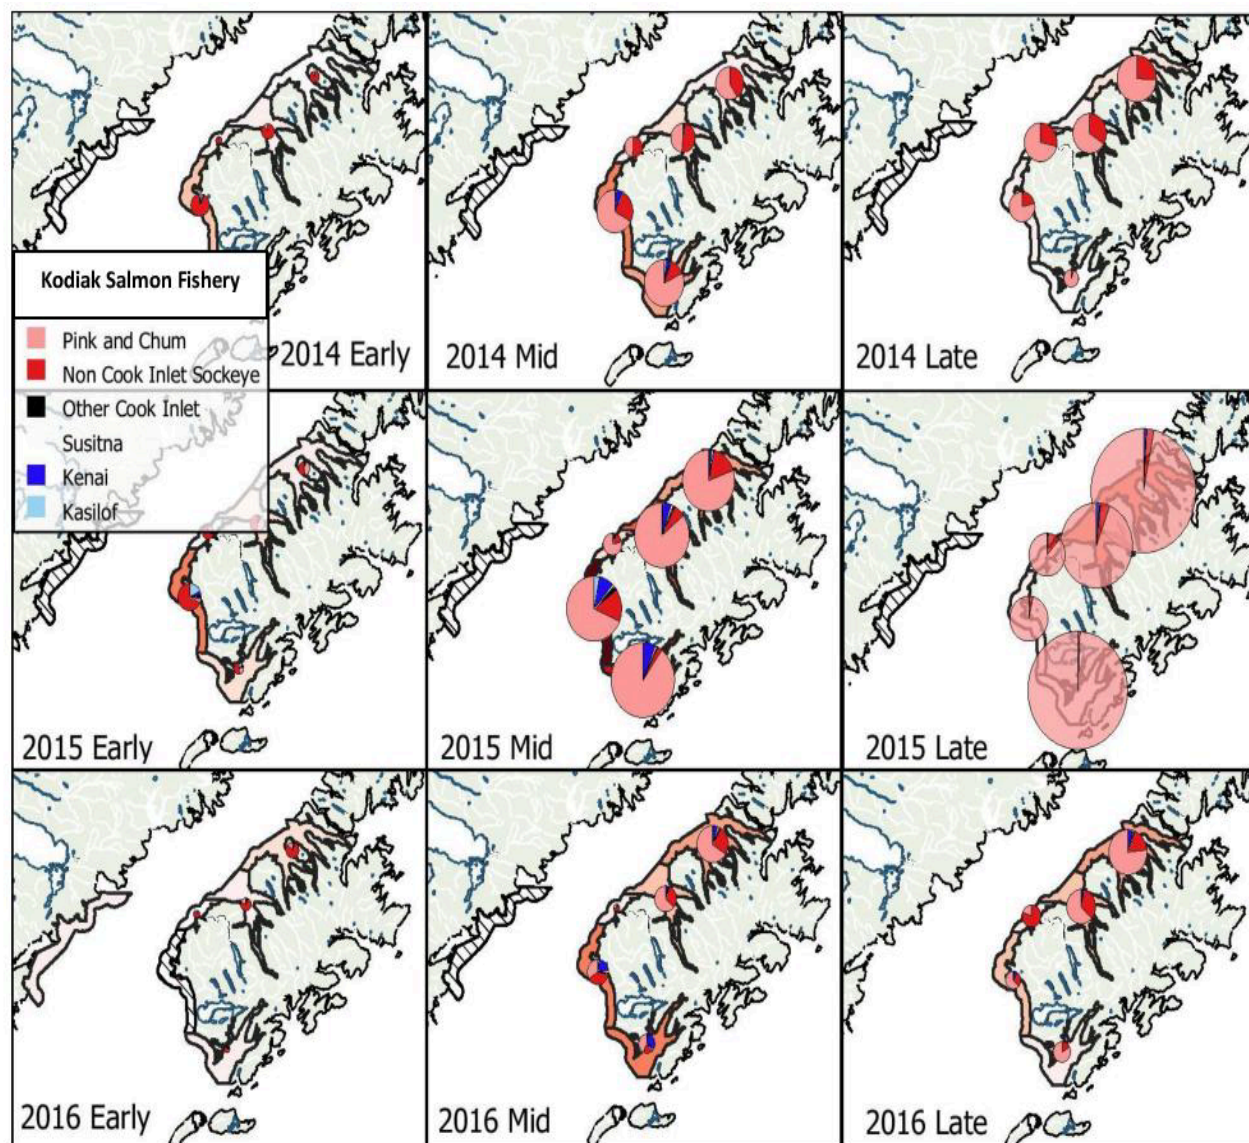 2014 Early
2014 Mid
2014 Late
Kodiak Salmon Fishery
Pink and Chum
Non Cook Inlet Sockeye
Other Cook Inlet
Susitna
Kenai
Kasilof
2015 Early
2015 Mid
2015 Late
2016 Early
2016 Mid
2016 Late